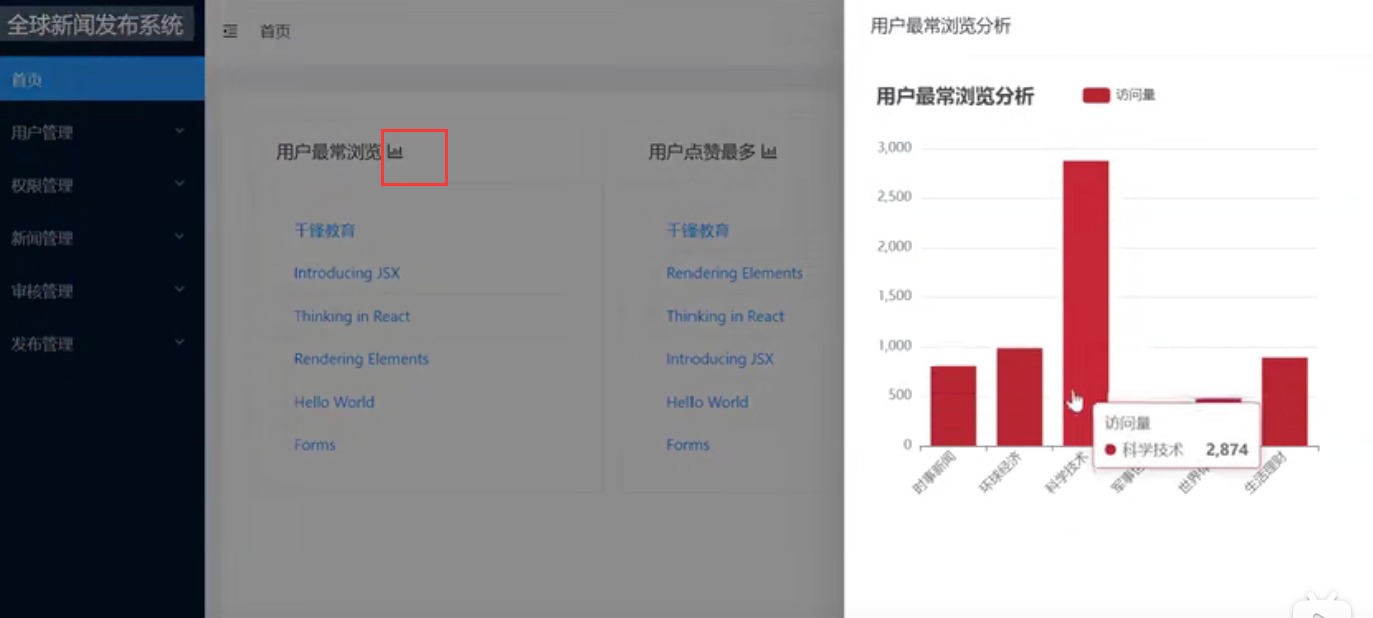 全球新闻发布系统
首页
用户管理
权限管理
新闻管理
审核管理
发布管理
首页
用户最常浏览
千锋教育
Introducing JSX
Thinking in React
Rendering Elements
Hello World
Forms
用户点赞最多
千锋教育
Rendering Elements
Thinking in React
Introducing JSX
Hello World
Forms
用户最常浏览分析
用户最常浏览分析
访问量
3,000
2,500
2,000
1,500
1,000
500
0
时事新闻
环球经济
科学技术
军事
世界
生活理财
访问量
科学技术 2,874